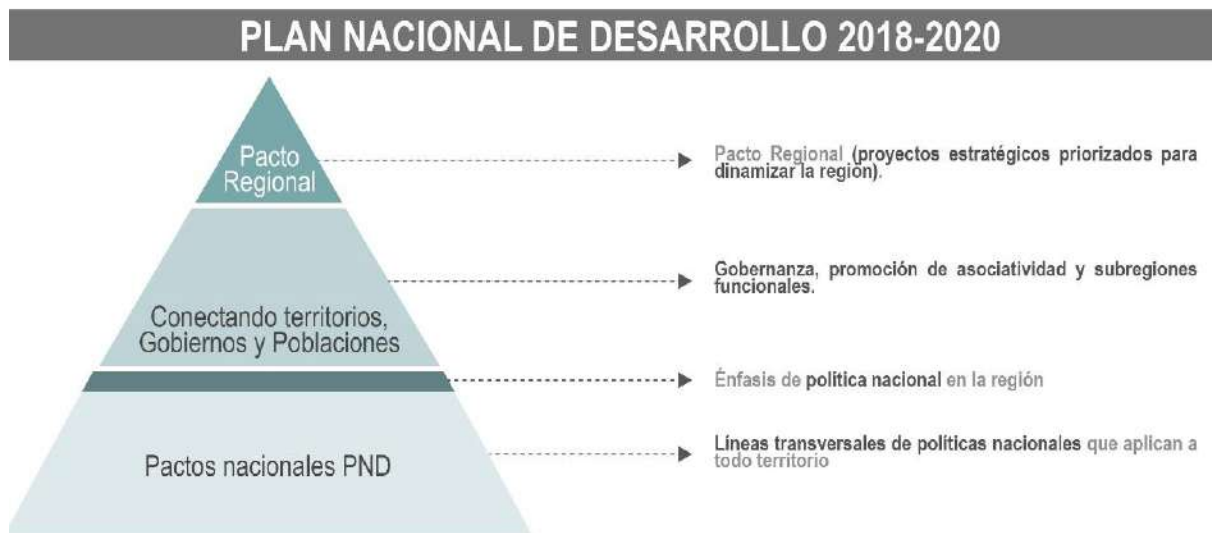 PLAN NACIONAL DE DESARROLLO 2018-2020
Pacto
Regional
Pacto Regional (proyectos estratégicos priorizados para
dinamizar la región).
Gobernanza, promoción de asociatividad y subregiones
funcionales.
Conectando territorios,
Gobiernos y Poblaciones
Énfasis de política nacional en la región
Líneas transversales de políticas nacionales que aplican a
todo territorio
Pactos nacionales PND